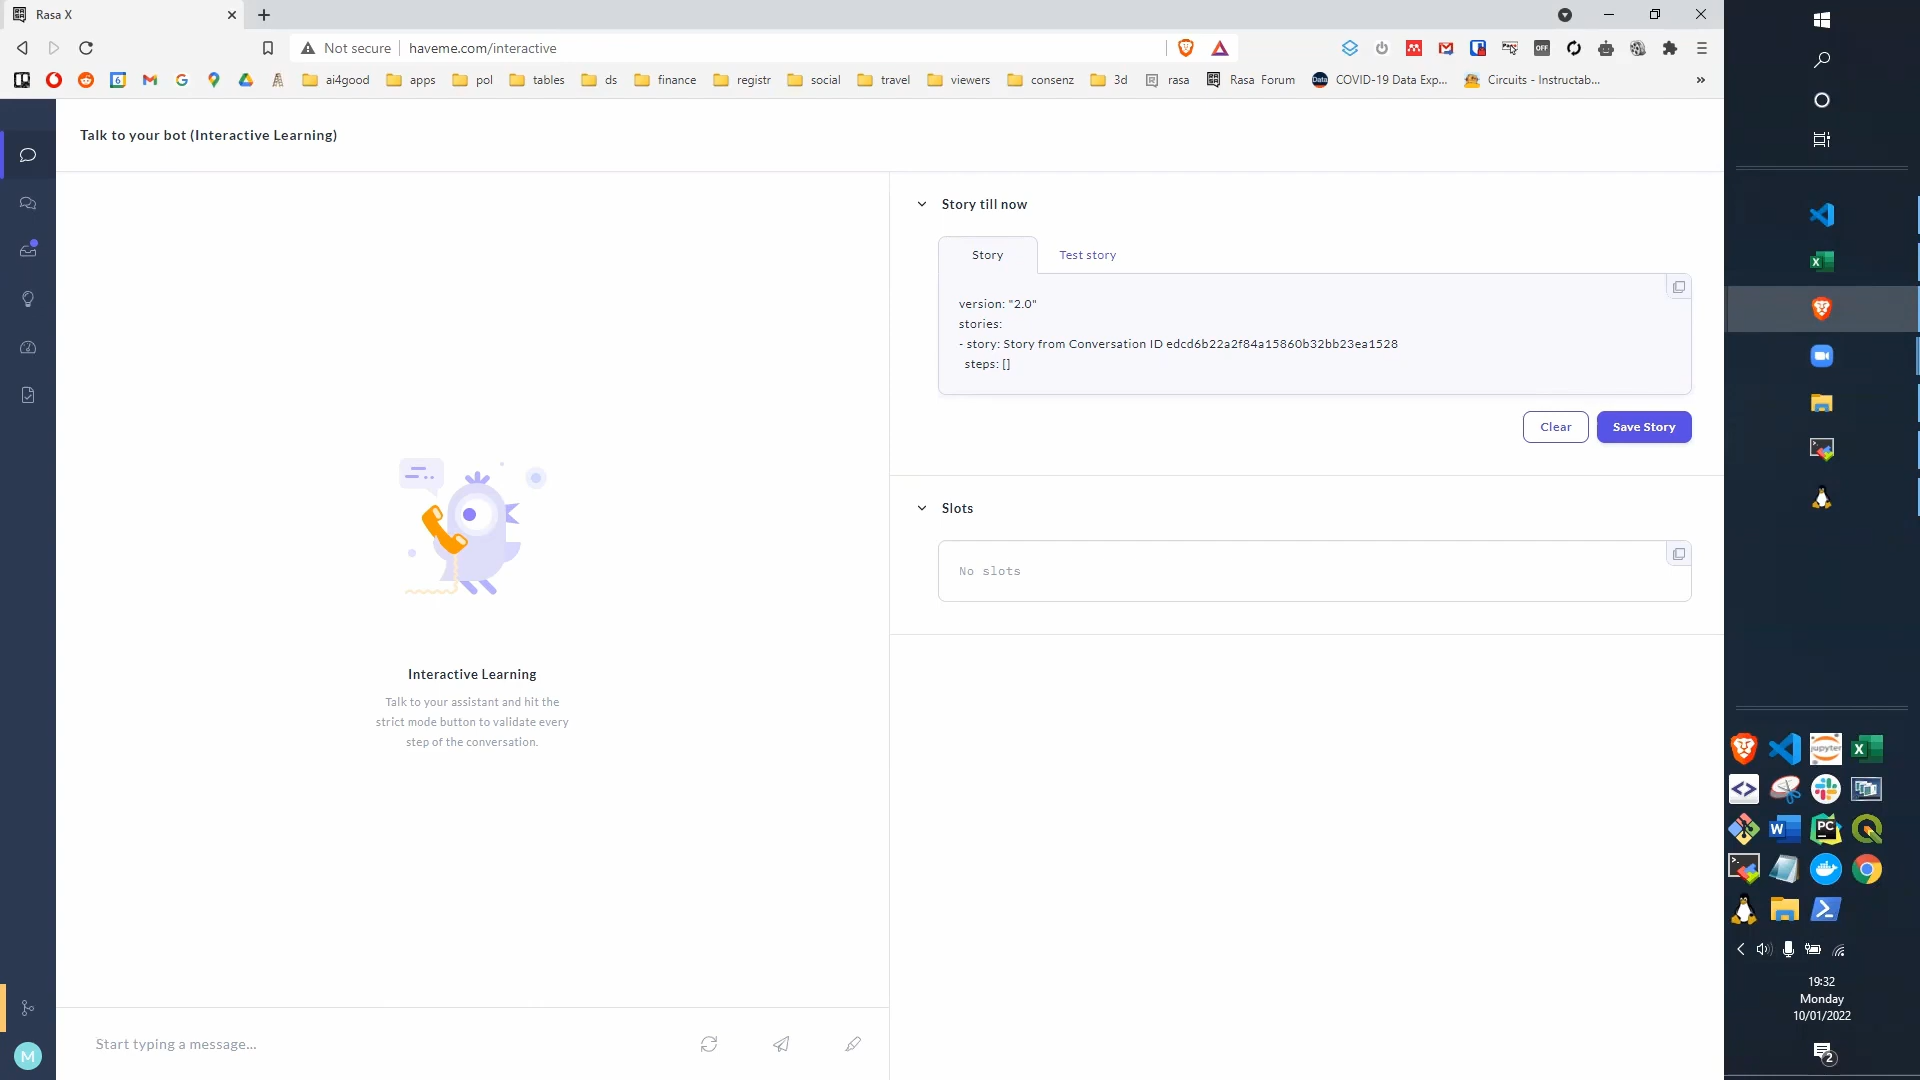 Rasa X
Not secure
haveme.com/interactive
ai4good
apps
pol
tables
ds
finance
registr
social
travel
viewers
consenz
3d
rasa
Rasa Forum
COVID-19 Data Exp...
Circuits - Instructab...
»
Talk to your bot (Interactive Learning)
Story till now
Story
Test story
version: "2.0"
stories:
- story: Story from Conversation ID edcd6b22a2f84a15860b32bb23ea1528
steps: []
Clear
Save Story
Slots
No slots
Interactive Learning
Talk to your assistant and hit the
strict mode button to validate every
step of the conversation.
Start typing a message...
M
OFF
jupyter
PC
19:32
Monday
10/01/2022
2